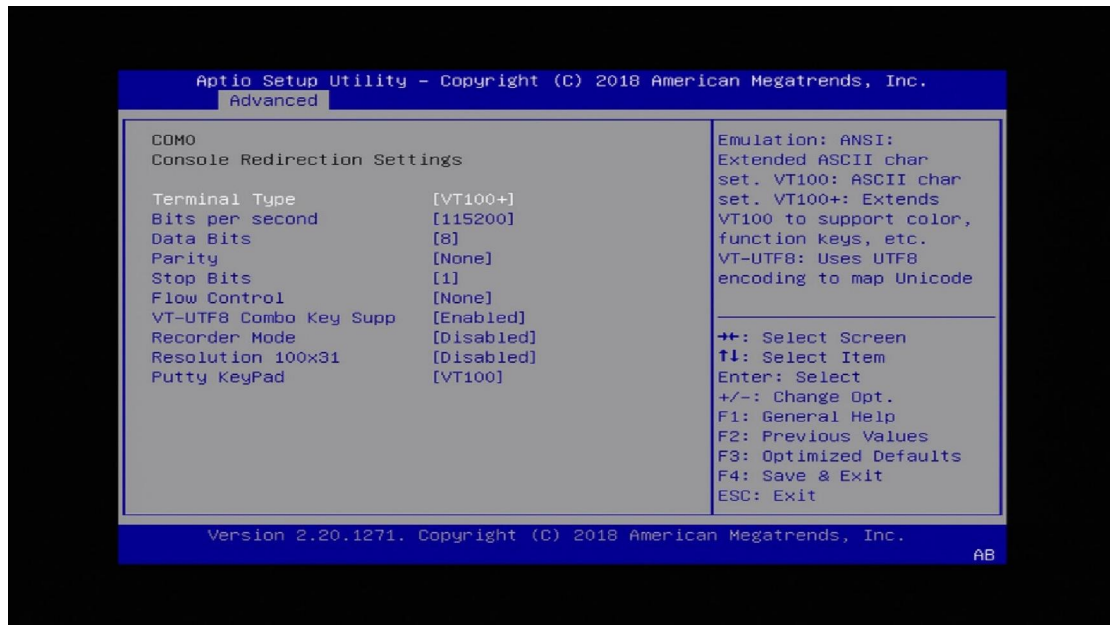 Aptio Setup Utility – Copyright (C) 2018 American Megatrends, Inc.
Advanced
COM0
Console Redirection Settings
Terminal Type [VT100+]
Bits per second [115200]
Data Bits [8]
Parity [None]
Stop Bits [1]
Flow Control [None]
VT-UTF8 Combo Key Supp [Enabled]
Recorder Mode [Disabled]
Resolution 100x31 [Disabled]
Putty KeyPad [VT100]
Emulation: ANSI:
Extended ASCII char
set. VT100: ASCII char
set. VT100+: Extends
VT100 to support color,
function keys, etc.
VT-UTF8: Uses UTF8
encoding to map Unicode
→←: Select Screen
↑↓: Select Item
Enter: Select
+/-: Change Opt.
F1: General Help
F2: Previous Values
F3: Optimized Defaults
F4: Save & Exit
ESC: Exit
Version 2.20.1271. Copyright (C) 2018 American Megatrends, Inc.
AB